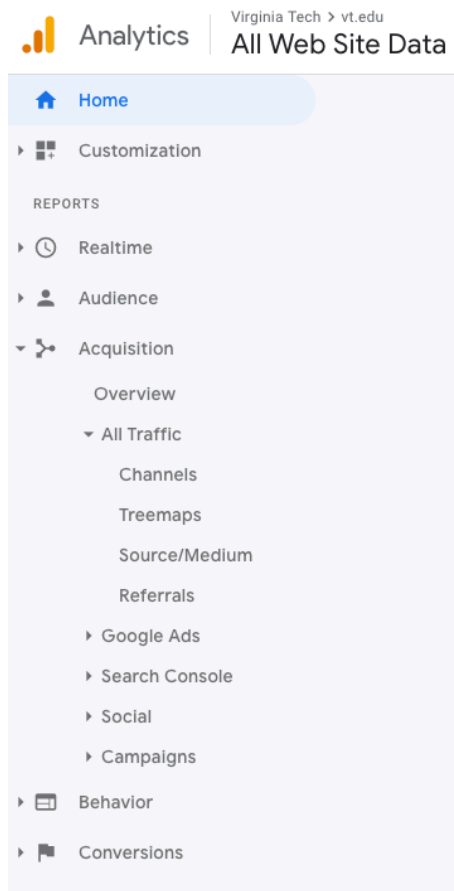 Analytics
Virginia Tech > vt.edu
All Web Site Data
Home
Customization
REPORTS
Realtime
Audience
Acquisition
Overview
All Traffic
Channels
Treemaps
Source/Medium
Referrals
Google Ads
Search Console
Social
Campaigns
Behavior
Conversions